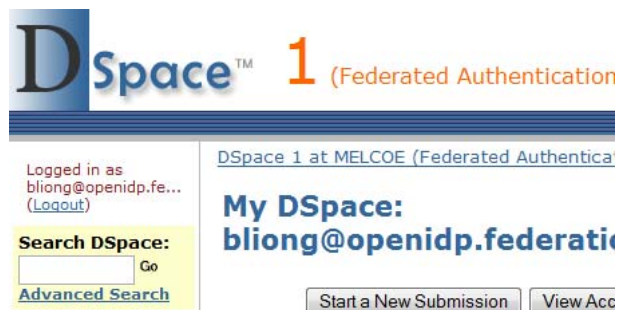 DSpace™ 1 (Federated Authentication
Logged in as
bliong@openidp.fe...
(Logout)
Search DSpace:
Go
Advanced Search
DSpace 1 at MELCOE (Federated Authentica
My DSpace:
bliong@openidp.federati
Start a New Submission
View Acc